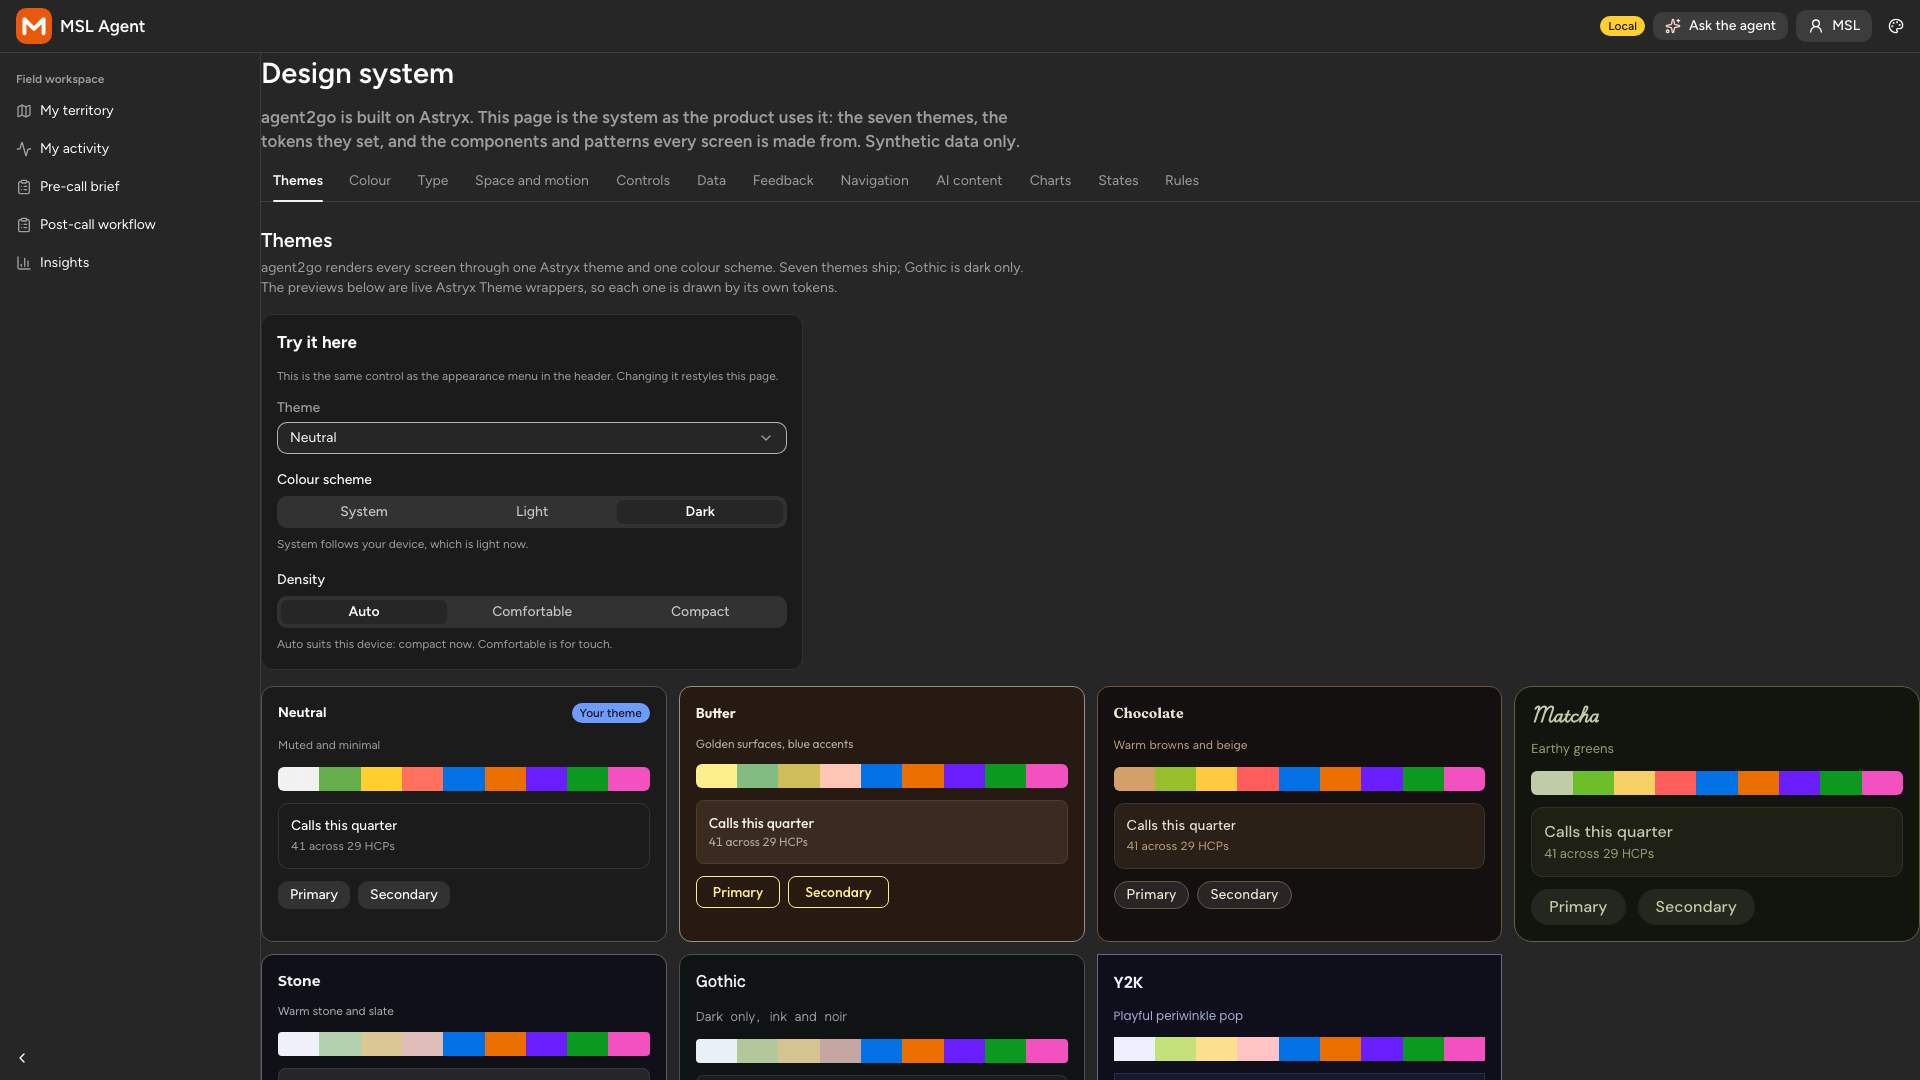 MSL Agent
Local
Ask the agent
MSL
Field workspace
My territory
My activity
Pre-call brief
Post-call workflow
Insights
Design system
agent2go is built on Astryx. This page is the system as the product uses it: the seven themes, the
tokens they set, and the components and patterns every screen is made from. Synthetic data only.
Themes
Colour
Type
Space and motion
Controls
Data
Feedback
Navigation
AI content
Charts
States
Rules
Themes
agent2go renders every screen through one Astryx theme and one colour scheme. Seven themes ship; Gothic is dark only.
The previews below are live Astryx Theme wrappers, so each one is drawn by its own tokens.
Try it here
This is the same control as the appearance menu in the header. Changing it restyles this page.
Theme
Neutral
Colour scheme
System
Light
Dark
System follows your device, which is light now.
Density
Auto
Comfortable
Compact
Auto suits this device: compact now. Comfortable is for touch.
Neutral
Your theme
Muted and minimal
Calls this quarter
41 across 29 HCPs
Primary
Secondary
Butter
Golden surfaces, blue accents
Calls this quarter
41 across 29 HCPs
Primary
Secondary
Chocolate
Warm browns and beige
Calls this quarter
41 across 29 HCPs
Primary
Secondary
Matcha
Earthy greens
Calls this quarter
41 across 29 HCPs
Primary
Secondary
Stone
Warm stone and slate
Gothic
Dark only, ink and noir
Y2K
Playful periwinkle pop